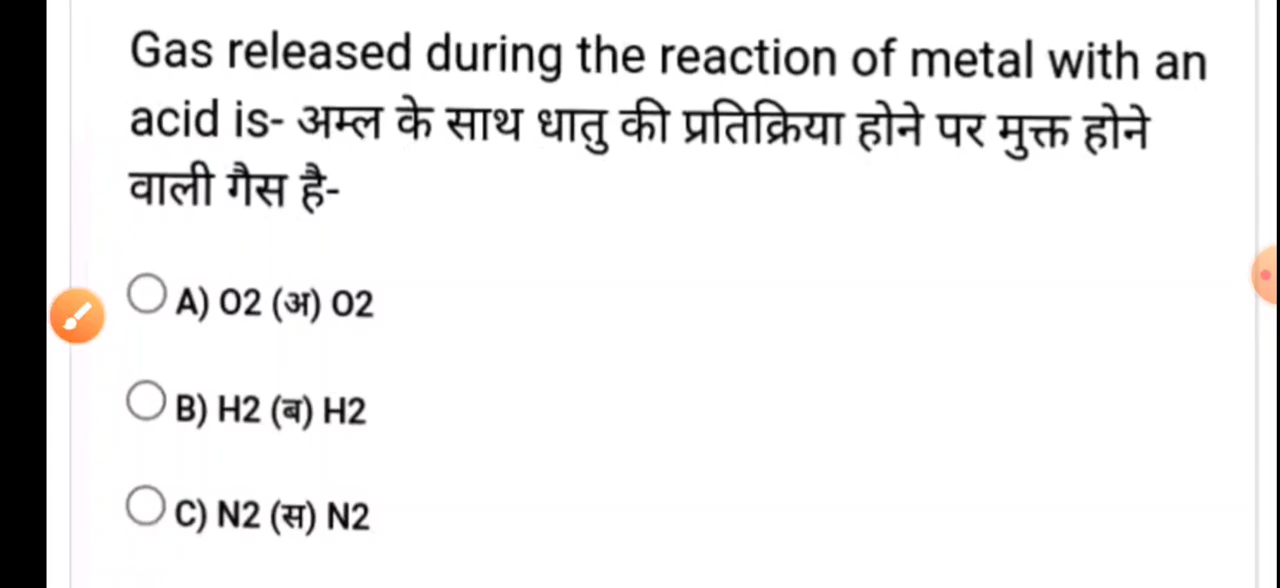 Gas released during the reaction of metal with an
acid is- अम्ल के साथ धातु की प्रतिक्रिया होने पर मुक्त होने
वाली गैस है-
A) O2 (अ) O2
B) H2 (ब) H2
C) N2 (स) N2